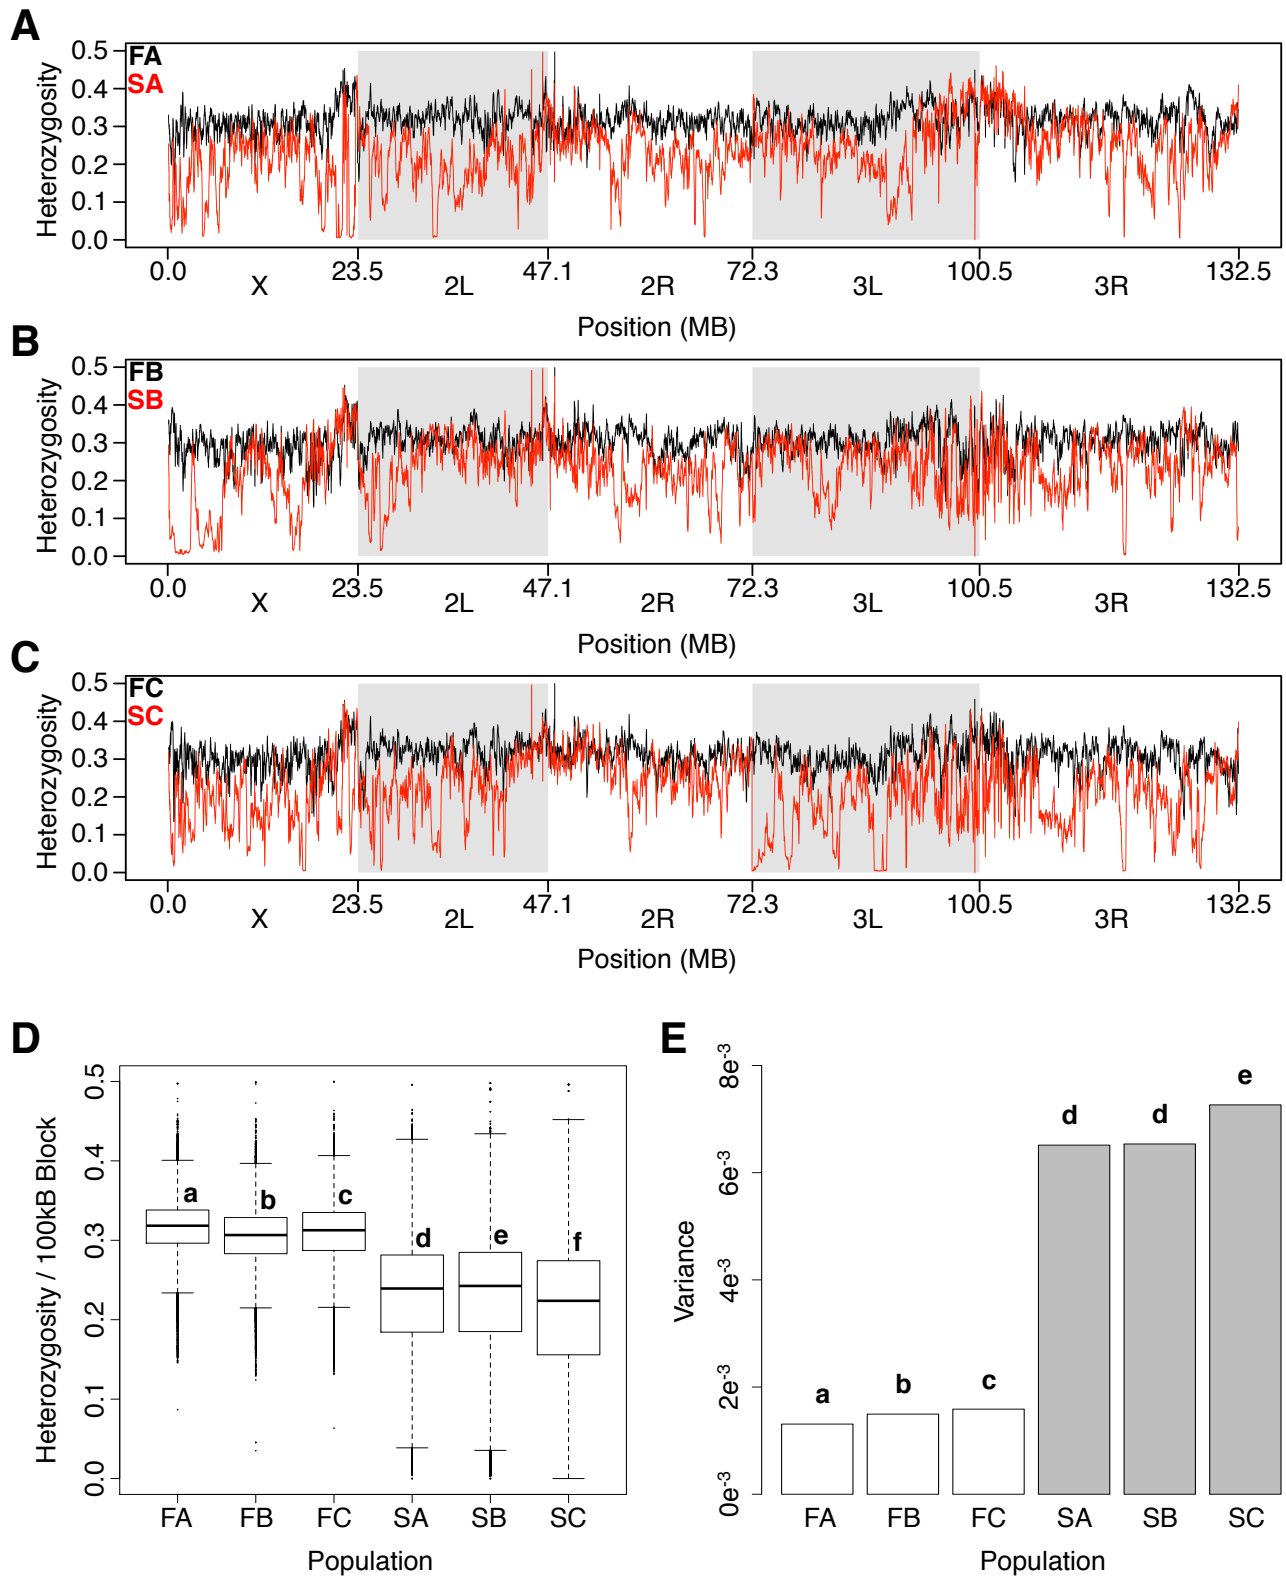 A
FA
SA
Heterozygosity
0.5
0.4
0.3
0.2
0.1
0.0
0.0 23.5 47.1 72.3 100.5 132.5
X 2L 2R 3L 3R
Position (MB)
B
FB
SB
Heterozygosity
0.5
0.4
0.3
0.2
0.1
0.0
0.0 23.5 47.1 72.3 100.5 132.5
X 2L 2R 3L 3R
Position (MB)
C
FC
SC
Heterozygosity
0.5
0.4
0.3
0.2
0.1
0.0
0.0 23.5 47.1 72.3 100.5 132.5
X 2L 2R 3L 3R
Position (MB)
D
Heterozygosity / 100kB Block
0.5
0.4
0.3
0.2
0.1
0.0
a b c d e f
FA FB FC SA SB SC
Population
E
Variance
8e-3
6e-3
4e-3
2e-3
0e-3
a b c d d e
FA FB FC SA SB SC
Population